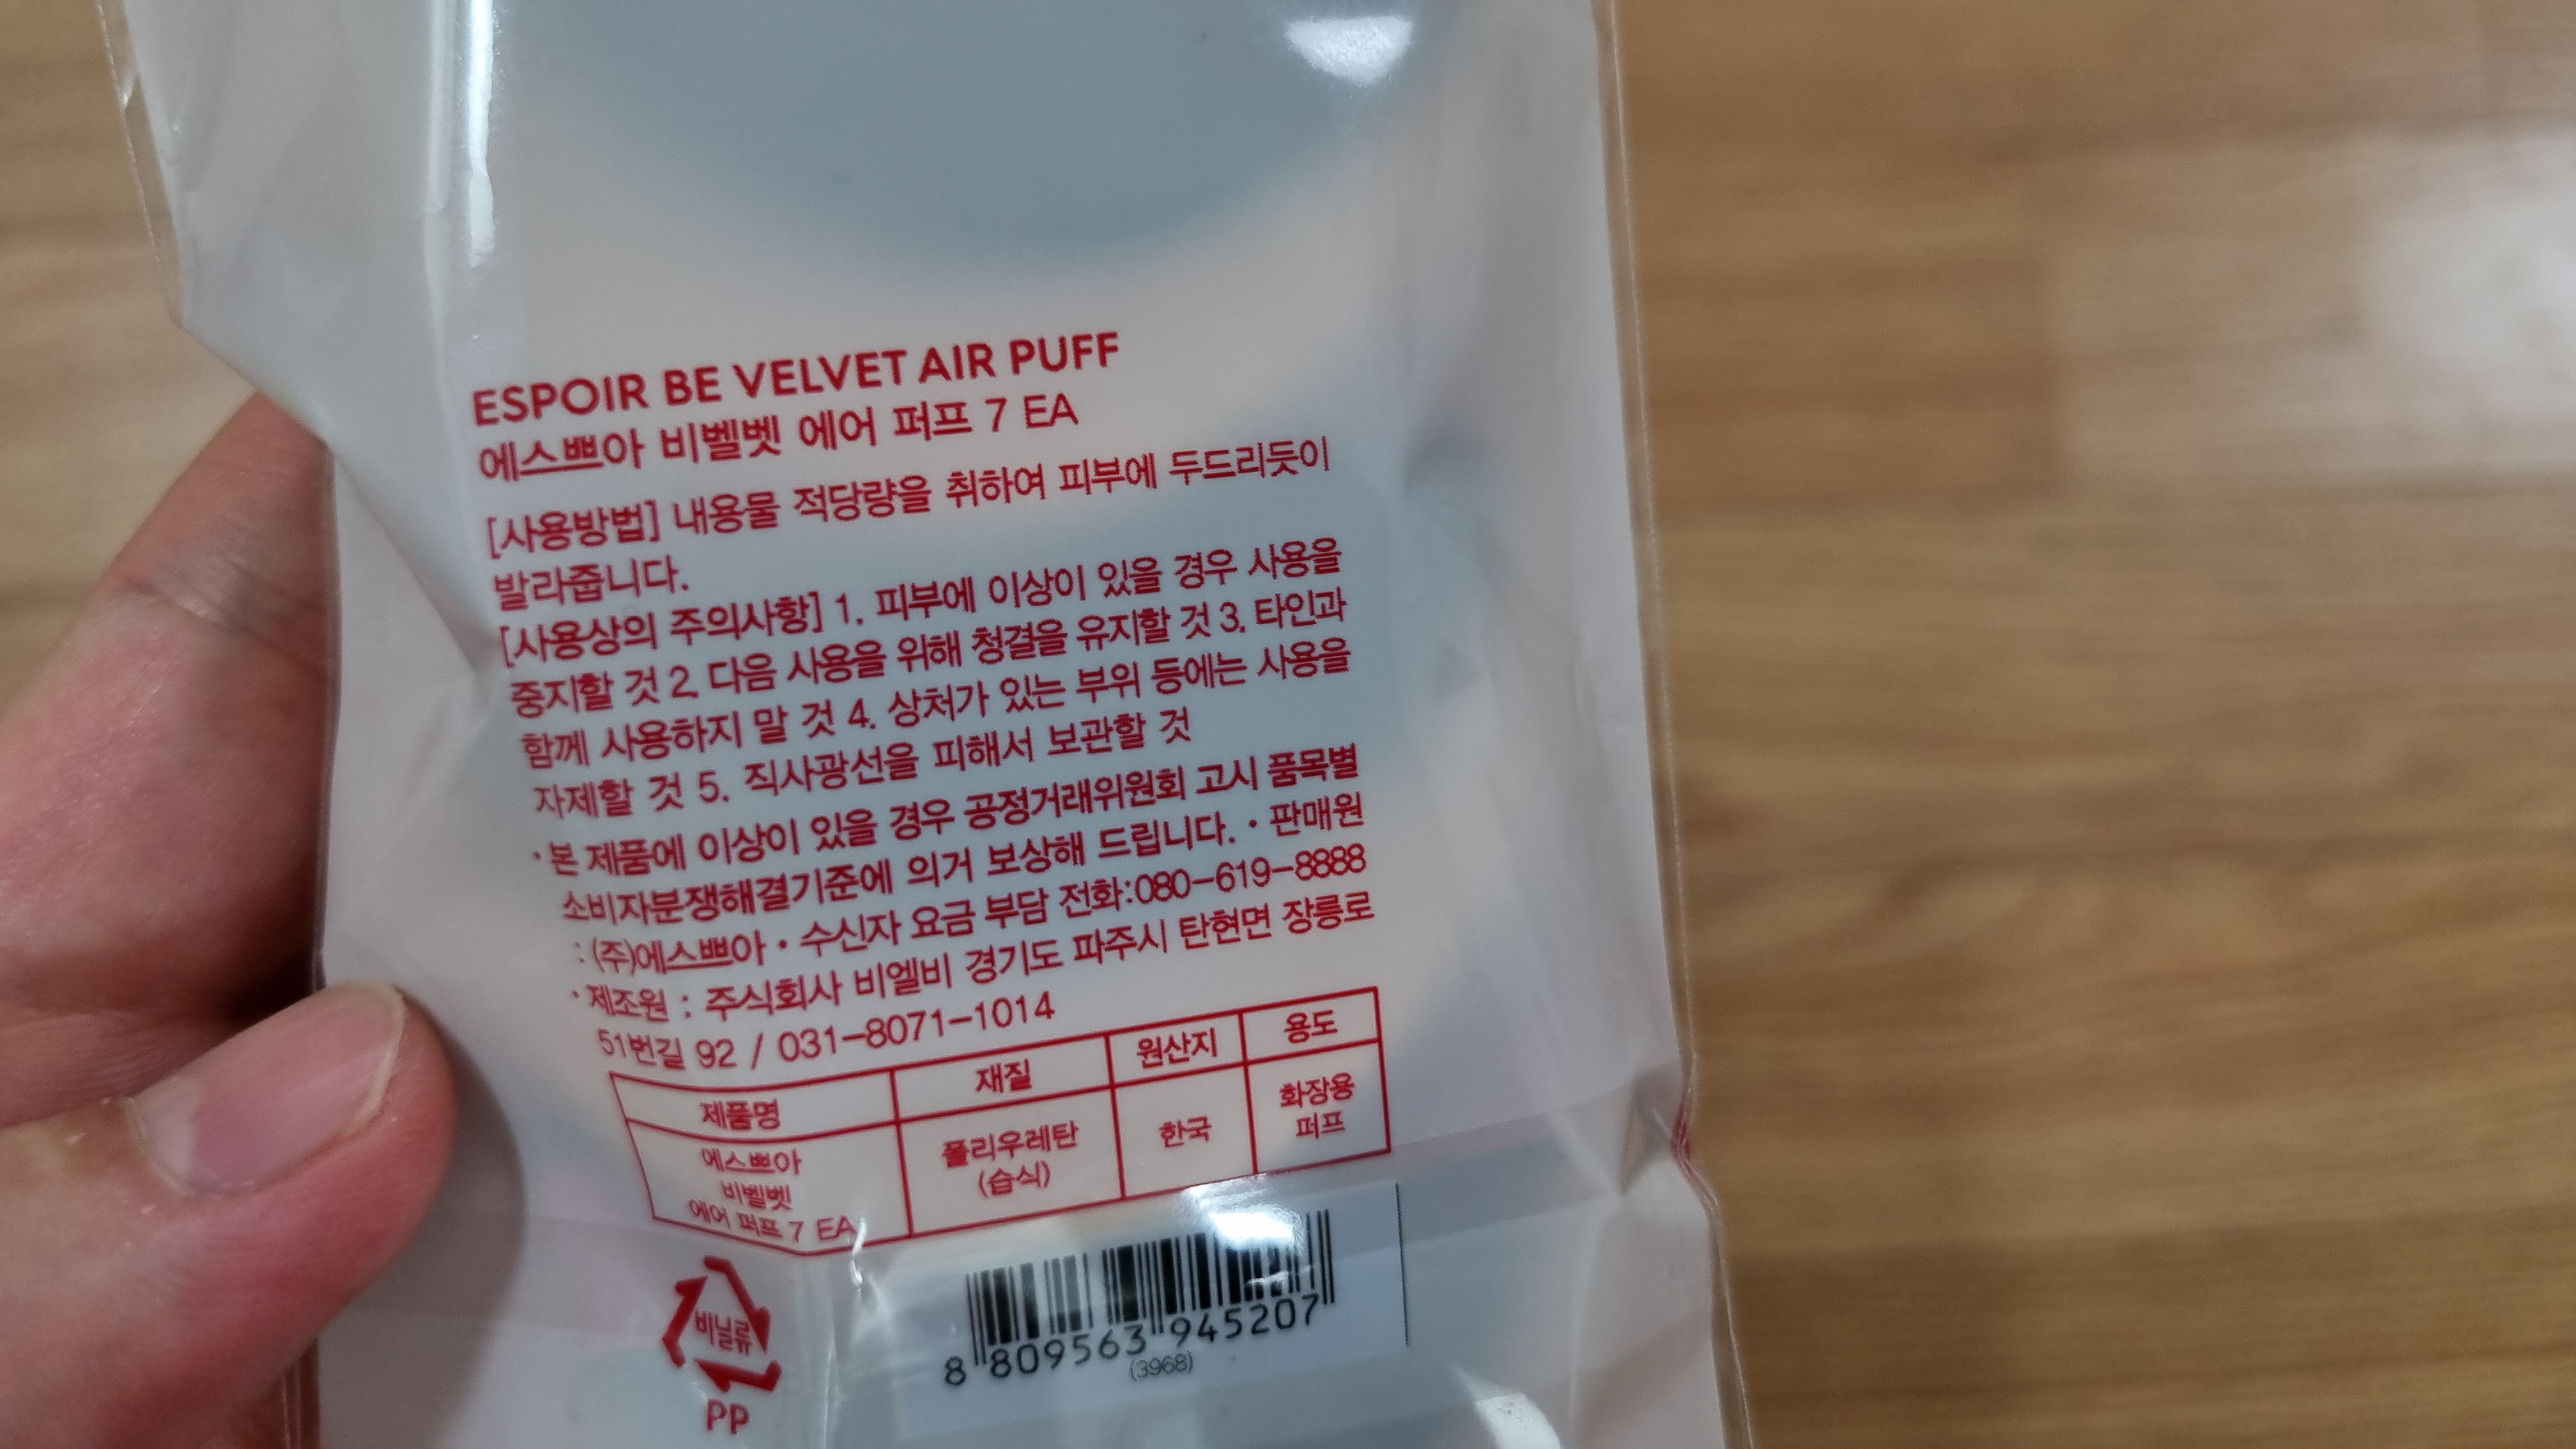 ESPOIR BE VELVET AIR PUFF
에스쁘아 비벨벳 에어 퍼프 7 EA
[사용방법] 내용물 적당량을 취하여 피부에 두드리듯이
발라줍니다.
[사용상의 주의사항] 1. 피부에 이상이 있을 경우 사용을
중지할 것 2. 다음 사용을 위해 청결을 유지할 것 3. 타인과
함께 사용하지 말 것 4. 상처가 있는 부위 등에는 사용을
자제할 것 5. 직사광선을 피해서 보관할 것
·본 제품에 이상이 있을 경우 공정거래위원회 고시 품목별
소비자분쟁해결기준에 의거 보상해 드립니다. · 판매원
: (주)에스쁘아 · 수신자 요금 부담 전화:080-619-8888
· 제조원 : 주식회사 비엘비 경기도 파주시 탄현면 장릉로
51번길 92 / 031-8071-1014
제품명 재질 원산지 용도
에스쁘아 비벨벳 에어 퍼프 7 EA 폴리우레탄 (습식) 한국 화장용 퍼프
비닐류
PP
8 809563 945207
(3968)